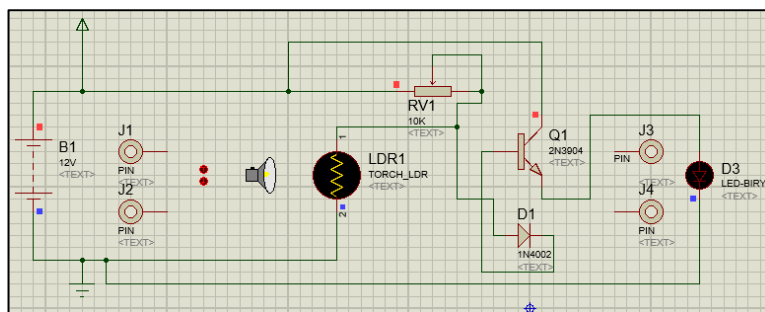 RV1
10K
<TEXT>
J1
PIN
<TEXT>
B1
12V
<TEXT>
J2
PIN
<TEXT>
1
LDR1
TORCH_LDR
<TEXT>
2
Q1
2N3904
<TEXT>
D1
1N4002
<TEXT>
J3
PIN
<TEXT>
J4
PIN
<TEXT>
D3
LED-BIRY
<TEXT>